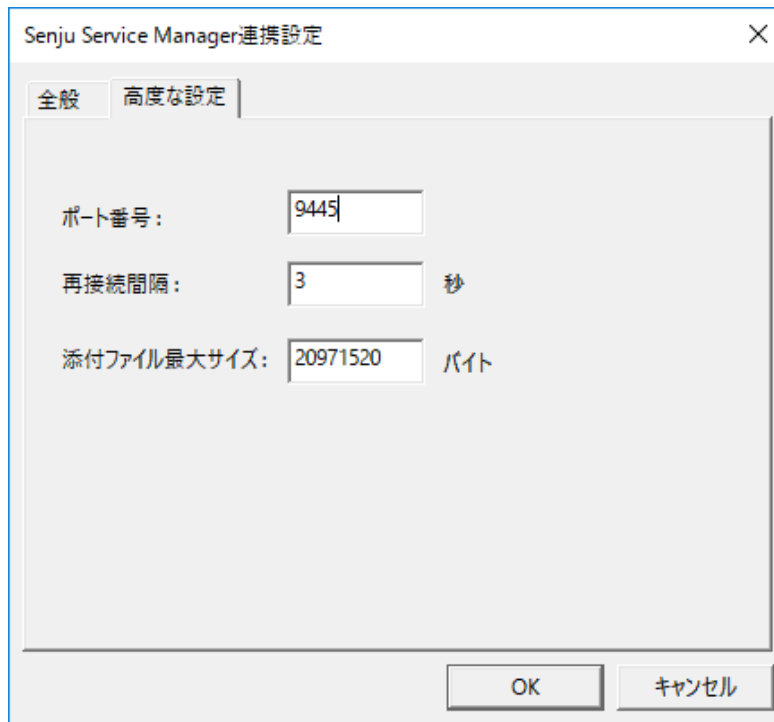 Senju Service Manager連携設定
全般 高度な設定
ポート番号: 9445
再接続間隔: 3 秒
添付ファイル最大サイズ: 20971520 バイト
OK キャンセル